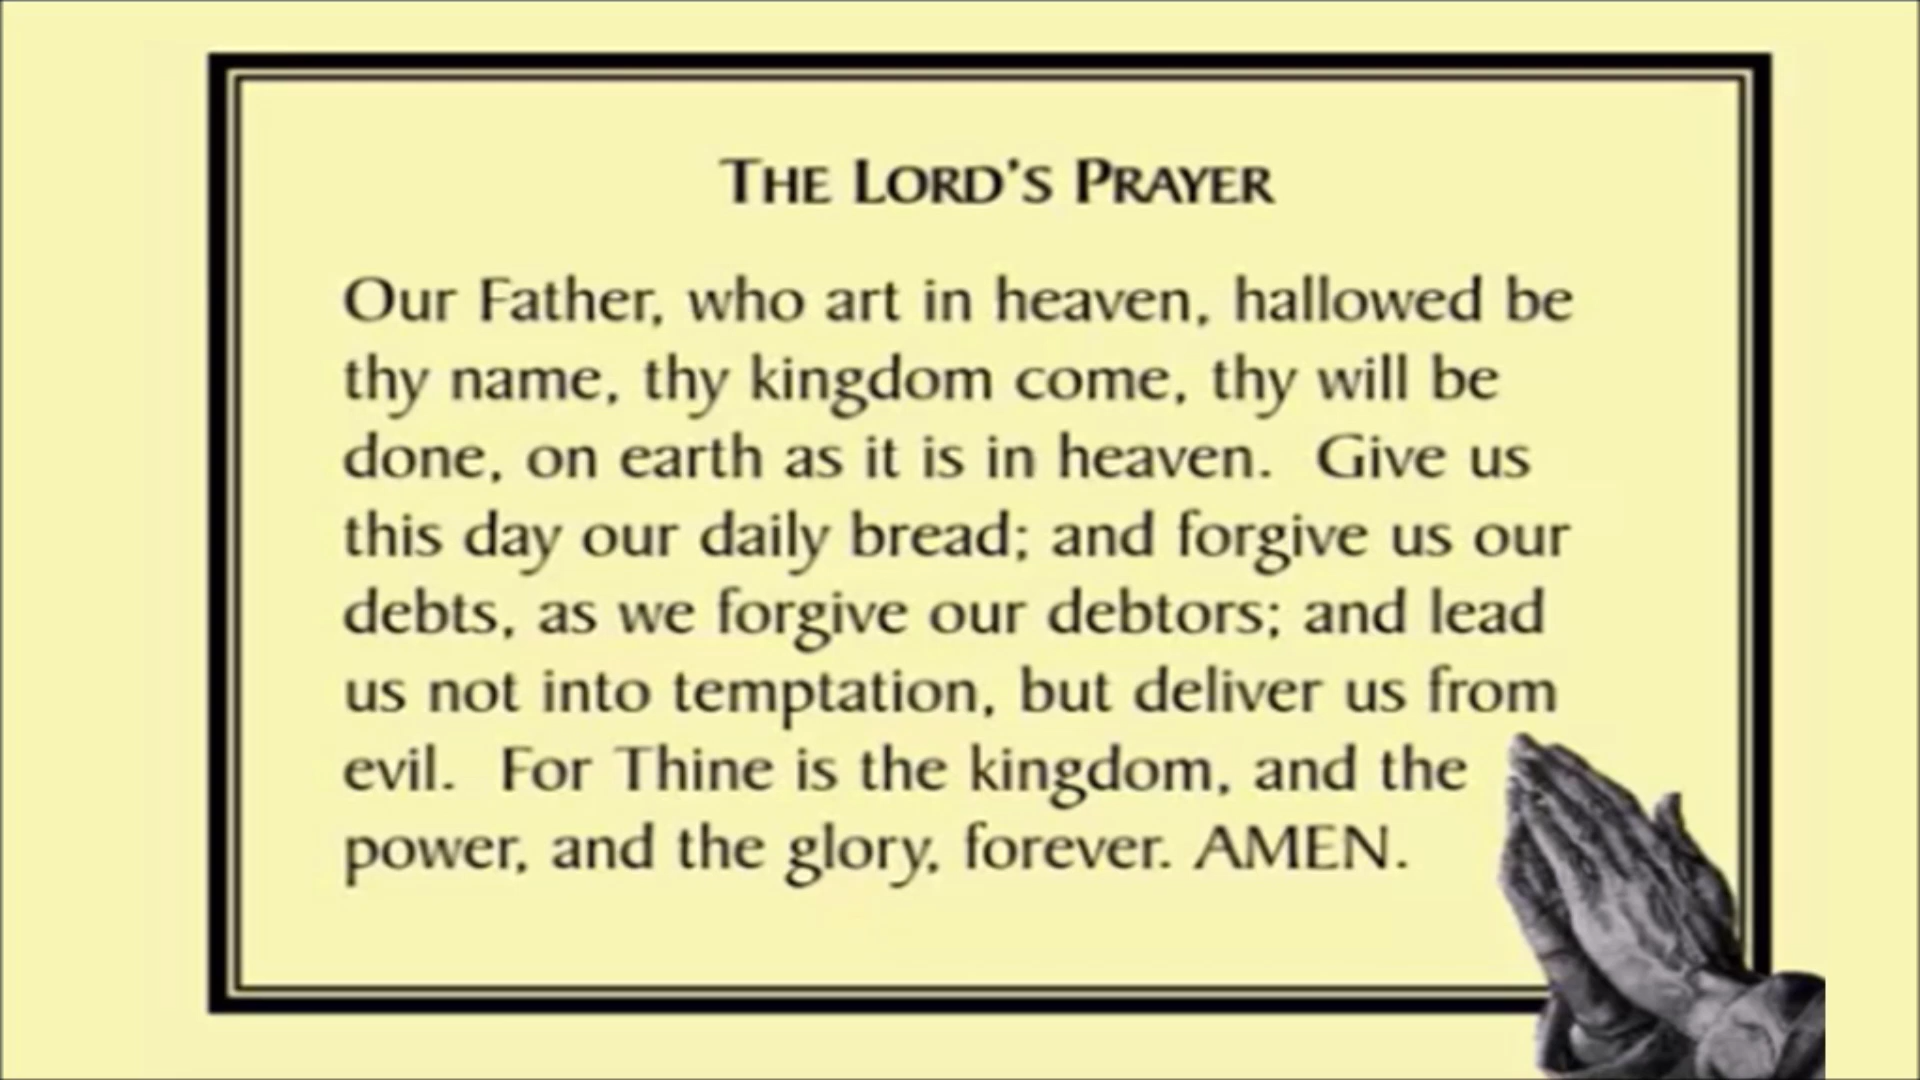 THE LORD'S PRAYER
Our Father, who art in heaven, hallowed be
thy name, thy kingdom come, thy will be
done, on earth as it is in heaven.  Give us
this day our daily bread; and forgive us our
debts, as we forgive our debtors; and lead
us not into temptation, but deliver us from
evil.  For Thine is the kingdom, and the
power, and the glory, forever. AMEN.